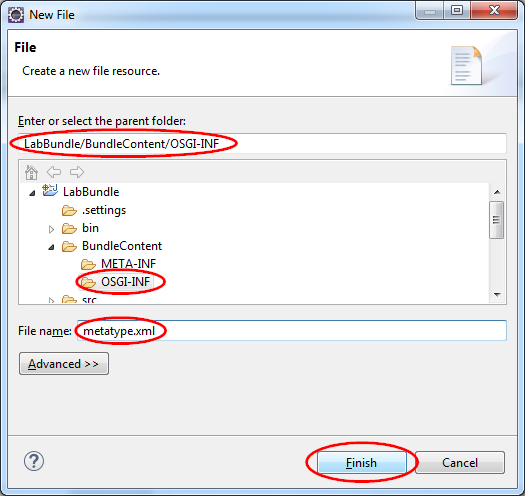 New File
File
Create a new file resource.
Enter or select the parent folder:
LabBundle/BundleContent/OSGI-INF
LabBundle
.settings
bin
BundleContent
META-INF
OSGI-INF
src
File name: metatype.xml
Advanced >>
? Finish Cancel